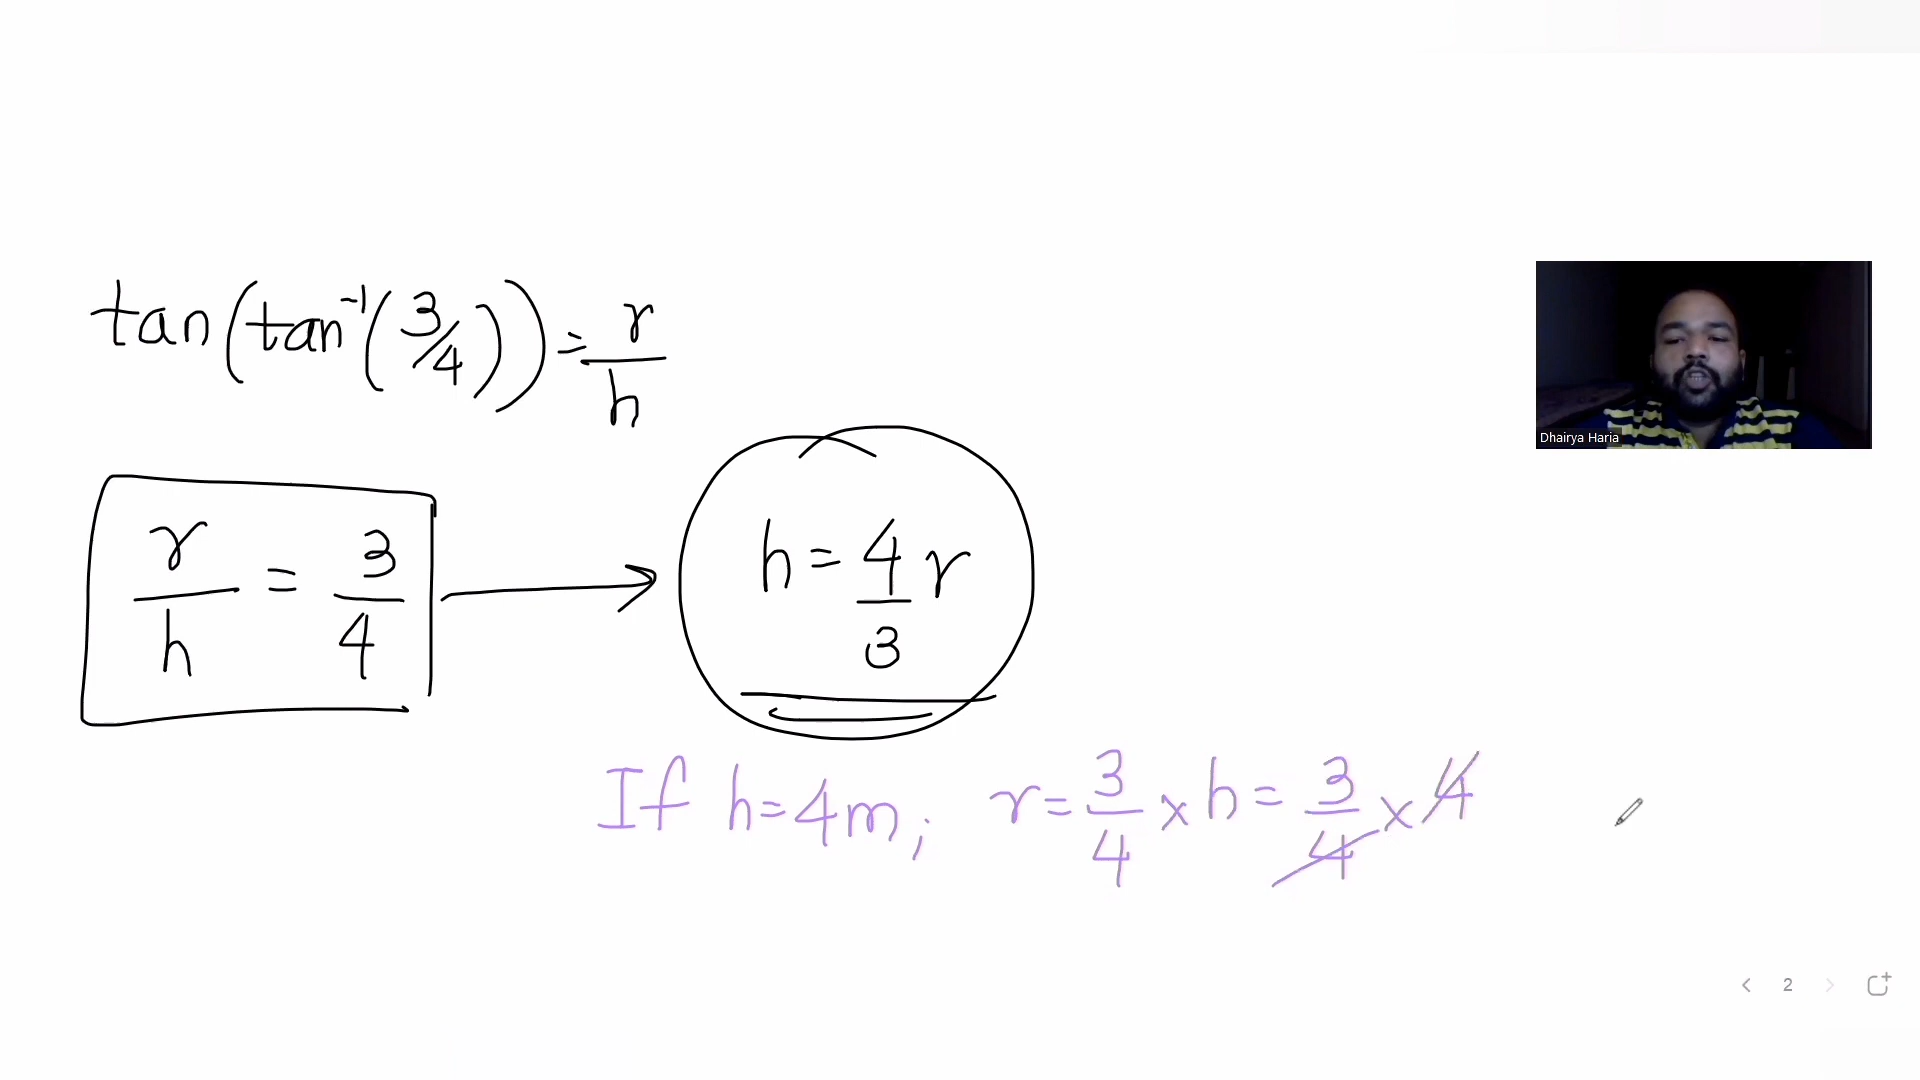 tan(tan⁻¹(3/4)) = r/h
Dhairya Haria
r/h = 3/4
h = 4/3 r
If h = 4m; r = 3/4 × h = 3/4 × 4
2